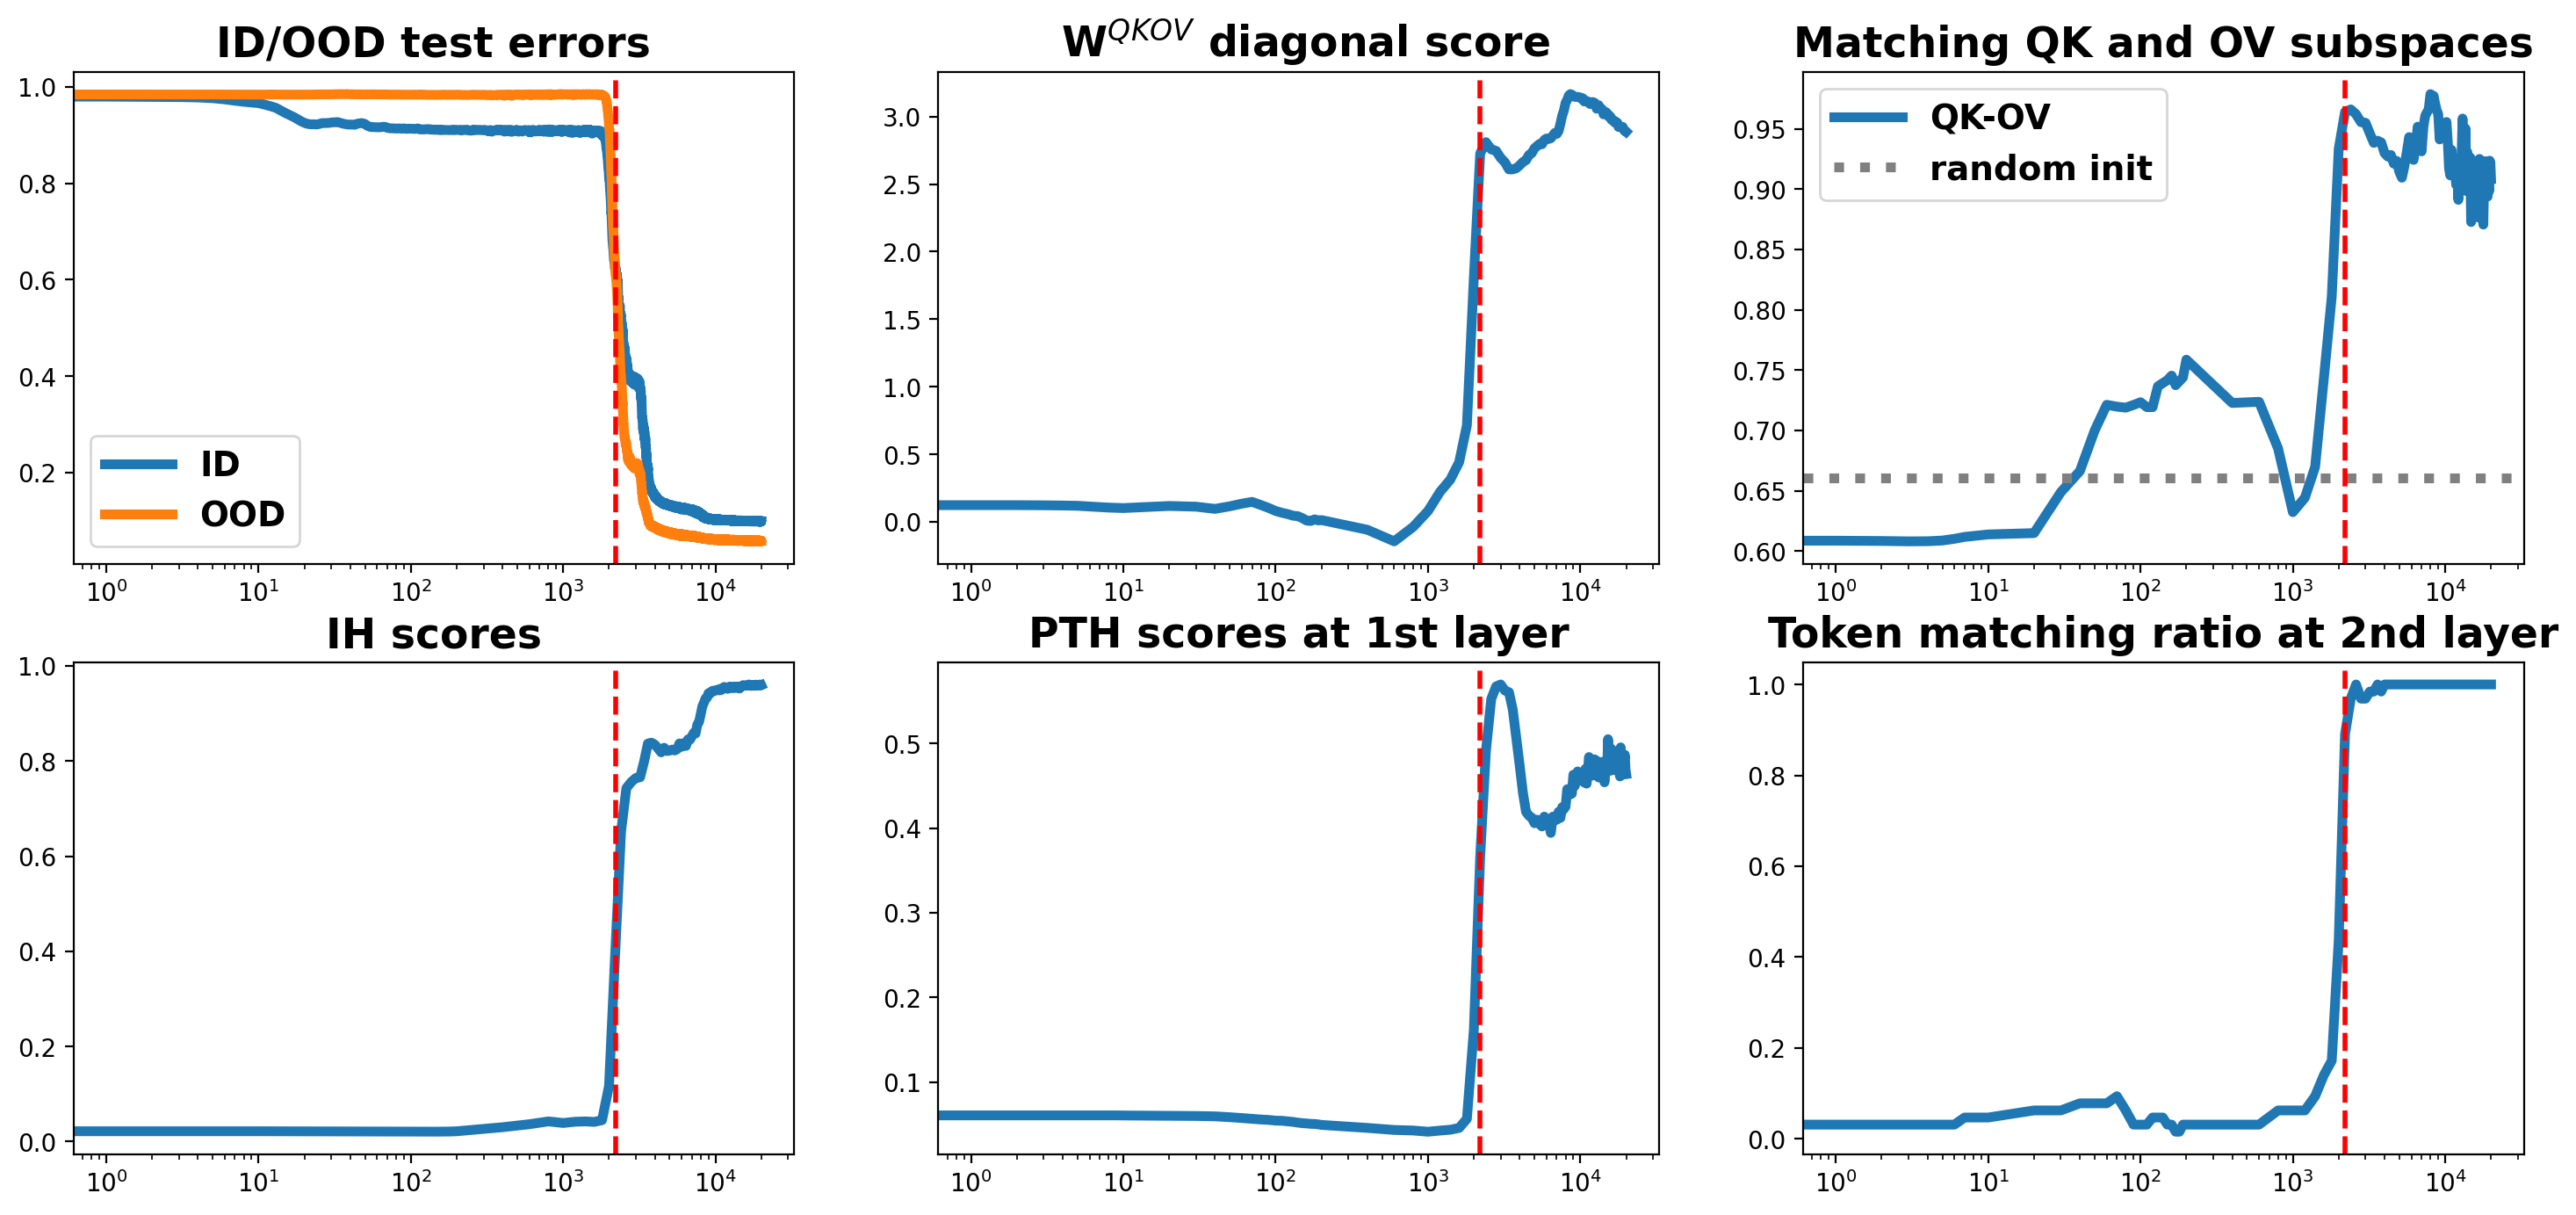 ID/OOD test errors
1.0
0.8
0.6
0.4
0.2
ID
OOD
10⁰ 10¹ 10² 10³ 10⁴
W^{QKOV} diagonal score
3.0
2.5
2.0
1.5
1.0
0.5
0.0
10⁰ 10¹ 10² 10³ 10⁴
Matching QK and OV subspaces
QK-OV
random init
0.95
0.90
0.85
0.80
0.75
0.70
0.65
0.60
10⁰ 10¹ 10² 10³ 10⁴
IH scores
1.0
0.8
0.6
0.4
0.2
0.0
10⁰ 10¹ 10² 10³ 10⁴
PTH scores at 1st layer
0.5
0.4
0.3
0.2
0.1
10⁰ 10¹ 10² 10³ 10⁴
Token matching ratio at 2nd layer
1.0
0.8
0.6
0.4
0.2
0.0
10⁰ 10¹ 10² 10³ 10⁴